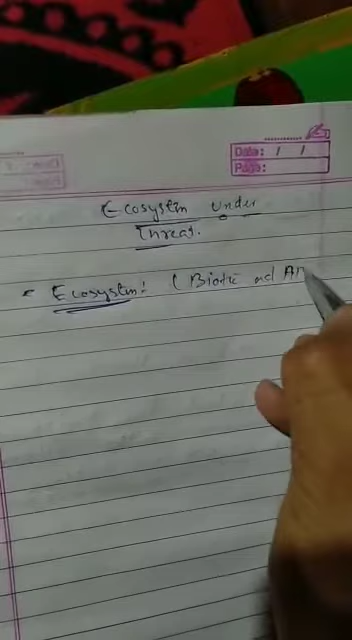 Date: / /
Page:
Ecosystem under
Threat.
Ecosystem: (Biotic and